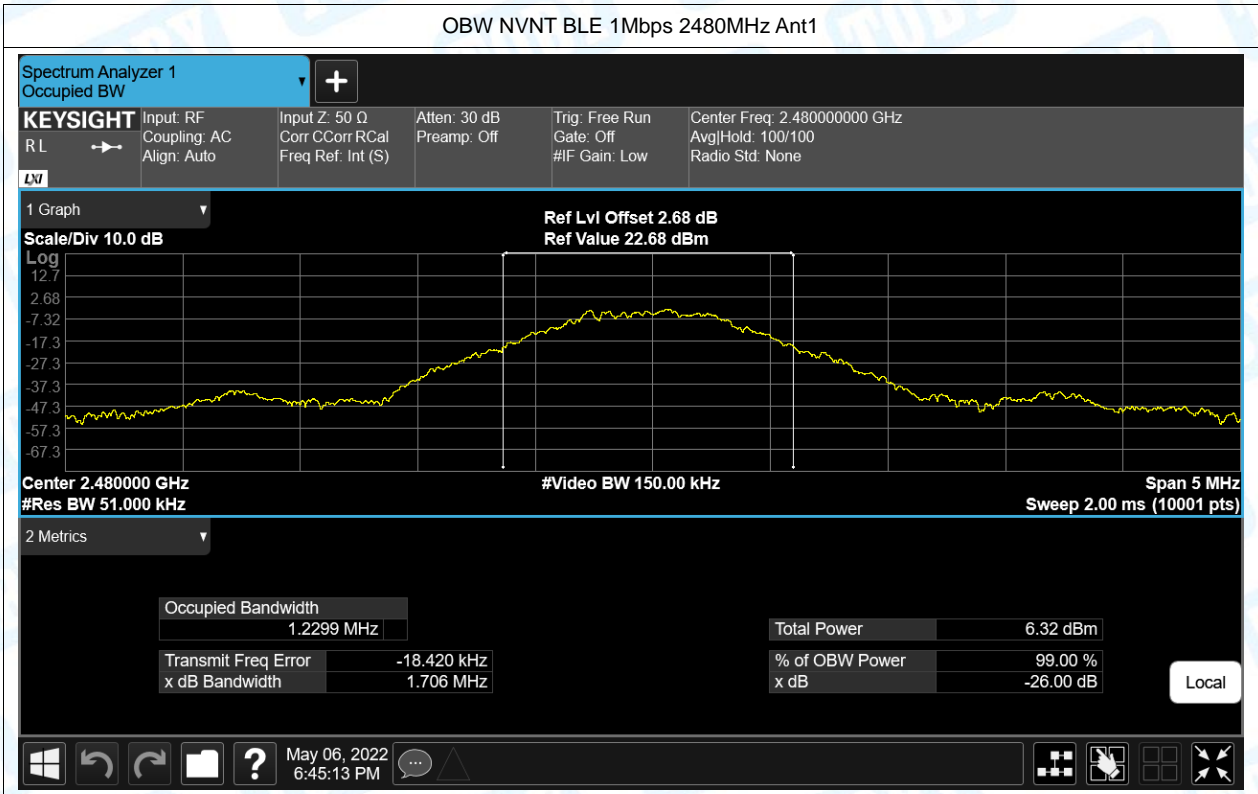 OBW NVNT BLE 1Mbps 2480MHz Ant1
Spectrum Analyzer 1
Occupied BW
KEYSIGHT
R L
LXI
Input: RF
Coupling: AC
Align: Auto
Input Z: 50 Ω
Corr CCorr RCal
Freq Ref: Int (S)
Atten: 30 dB
Preamp: Off
Trig: Free Run
Gate: Off
#IF Gain: Low
Center Freq: 2.480000000 GHz
Avg|Hold: 100/100
Radio Std: None
1 Graph
Scale/Div 10.0 dB
Ref Lvl Offset 2.68 dB
Ref Value 22.68 dBm
Log
12.7
2.68
-7.32
-17.3
-27.3
-37.3
-47.3
-57.3
-67.3
Center 2.480000 GHz
#Res BW 51.000 kHz
#Video BW 150.00 kHz
Span 5 MHz
Sweep 2.00 ms (10001 pts)
2 Metrics
Occupied Bandwidth
1.2299 MHz
Transmit Freq Error -18.420 kHz
x dB Bandwidth 1.706 MHz
Total Power 6.32 dBm
% of OBW Power 99.00 %
x dB -26.00 dB
Local
?
May 06, 2022
6:45:13 PM